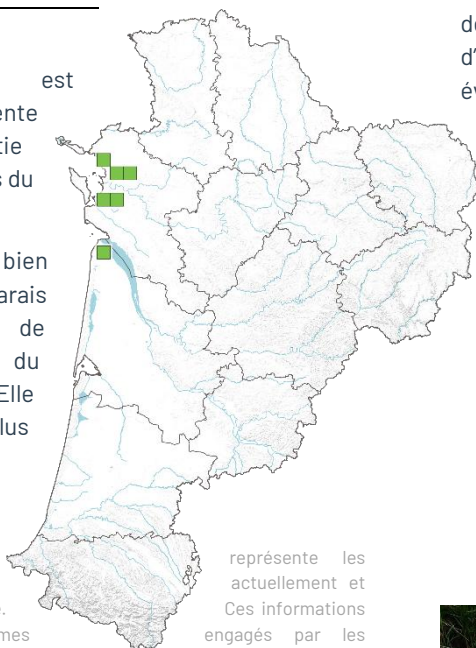 est
ente
tie
s du
bien
arais
de
du
Elle
lus
de
d'
év
représente les
actuellement et
e. Ces informations
mes engagés par les